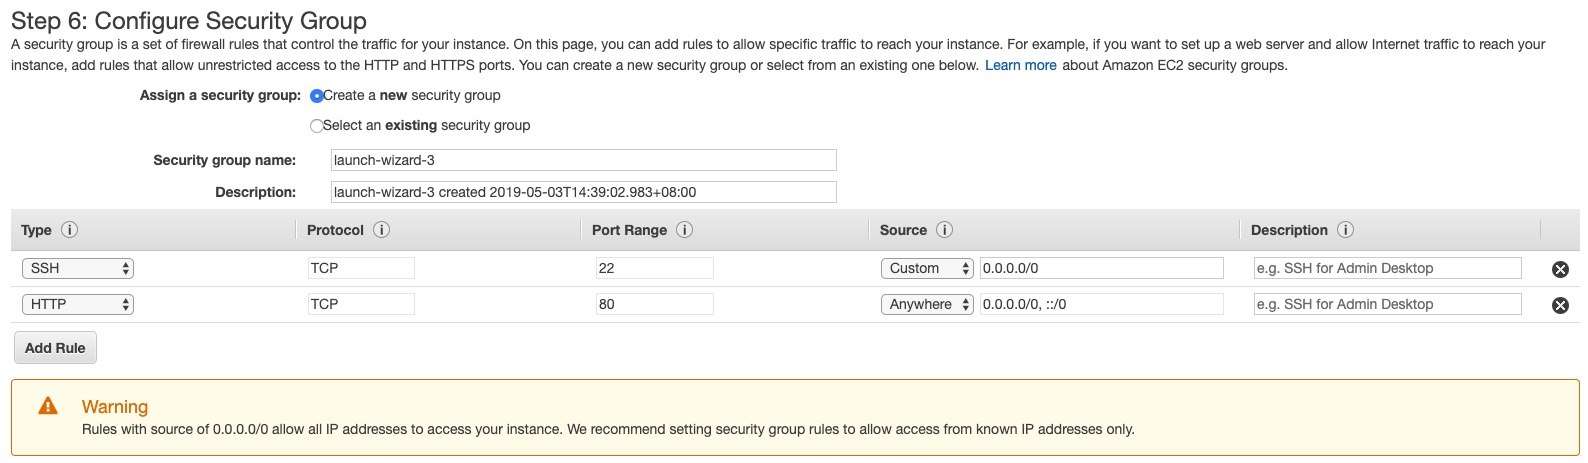 Step 6: Configure Security Group
A security group is a set of firewall rules that control the traffic for your instance. On this page, you can add rules to allow specific traffic to reach your instance. For example, if you want to set up a web server and allow Internet traffic to reach your
instance, add rules that allow unrestricted access to the HTTP and HTTPS ports. You can create a new security group or select from an existing one below. Learn more about Amazon EC2 security groups.
Assign a security group: Create a new security group
Select an existing security group
Security group name: launch-wizard-3
Description: launch-wizard-3 created 2019-05-03T14:39:02.983+08:00
Type i Protocol i Port Range i Source i Description i
SSH TCP 22 Custom 0.0.0.0/0 e.g. SSH for Admin Desktop
HTTP TCP 80 Anywhere 0.0.0.0/0, ::/0 e.g. SSH for Admin Desktop
Add Rule
Warning
Rules with source of 0.0.0.0/0 allow all IP addresses to access your instance. We recommend setting security group rules to allow access from known IP addresses only.